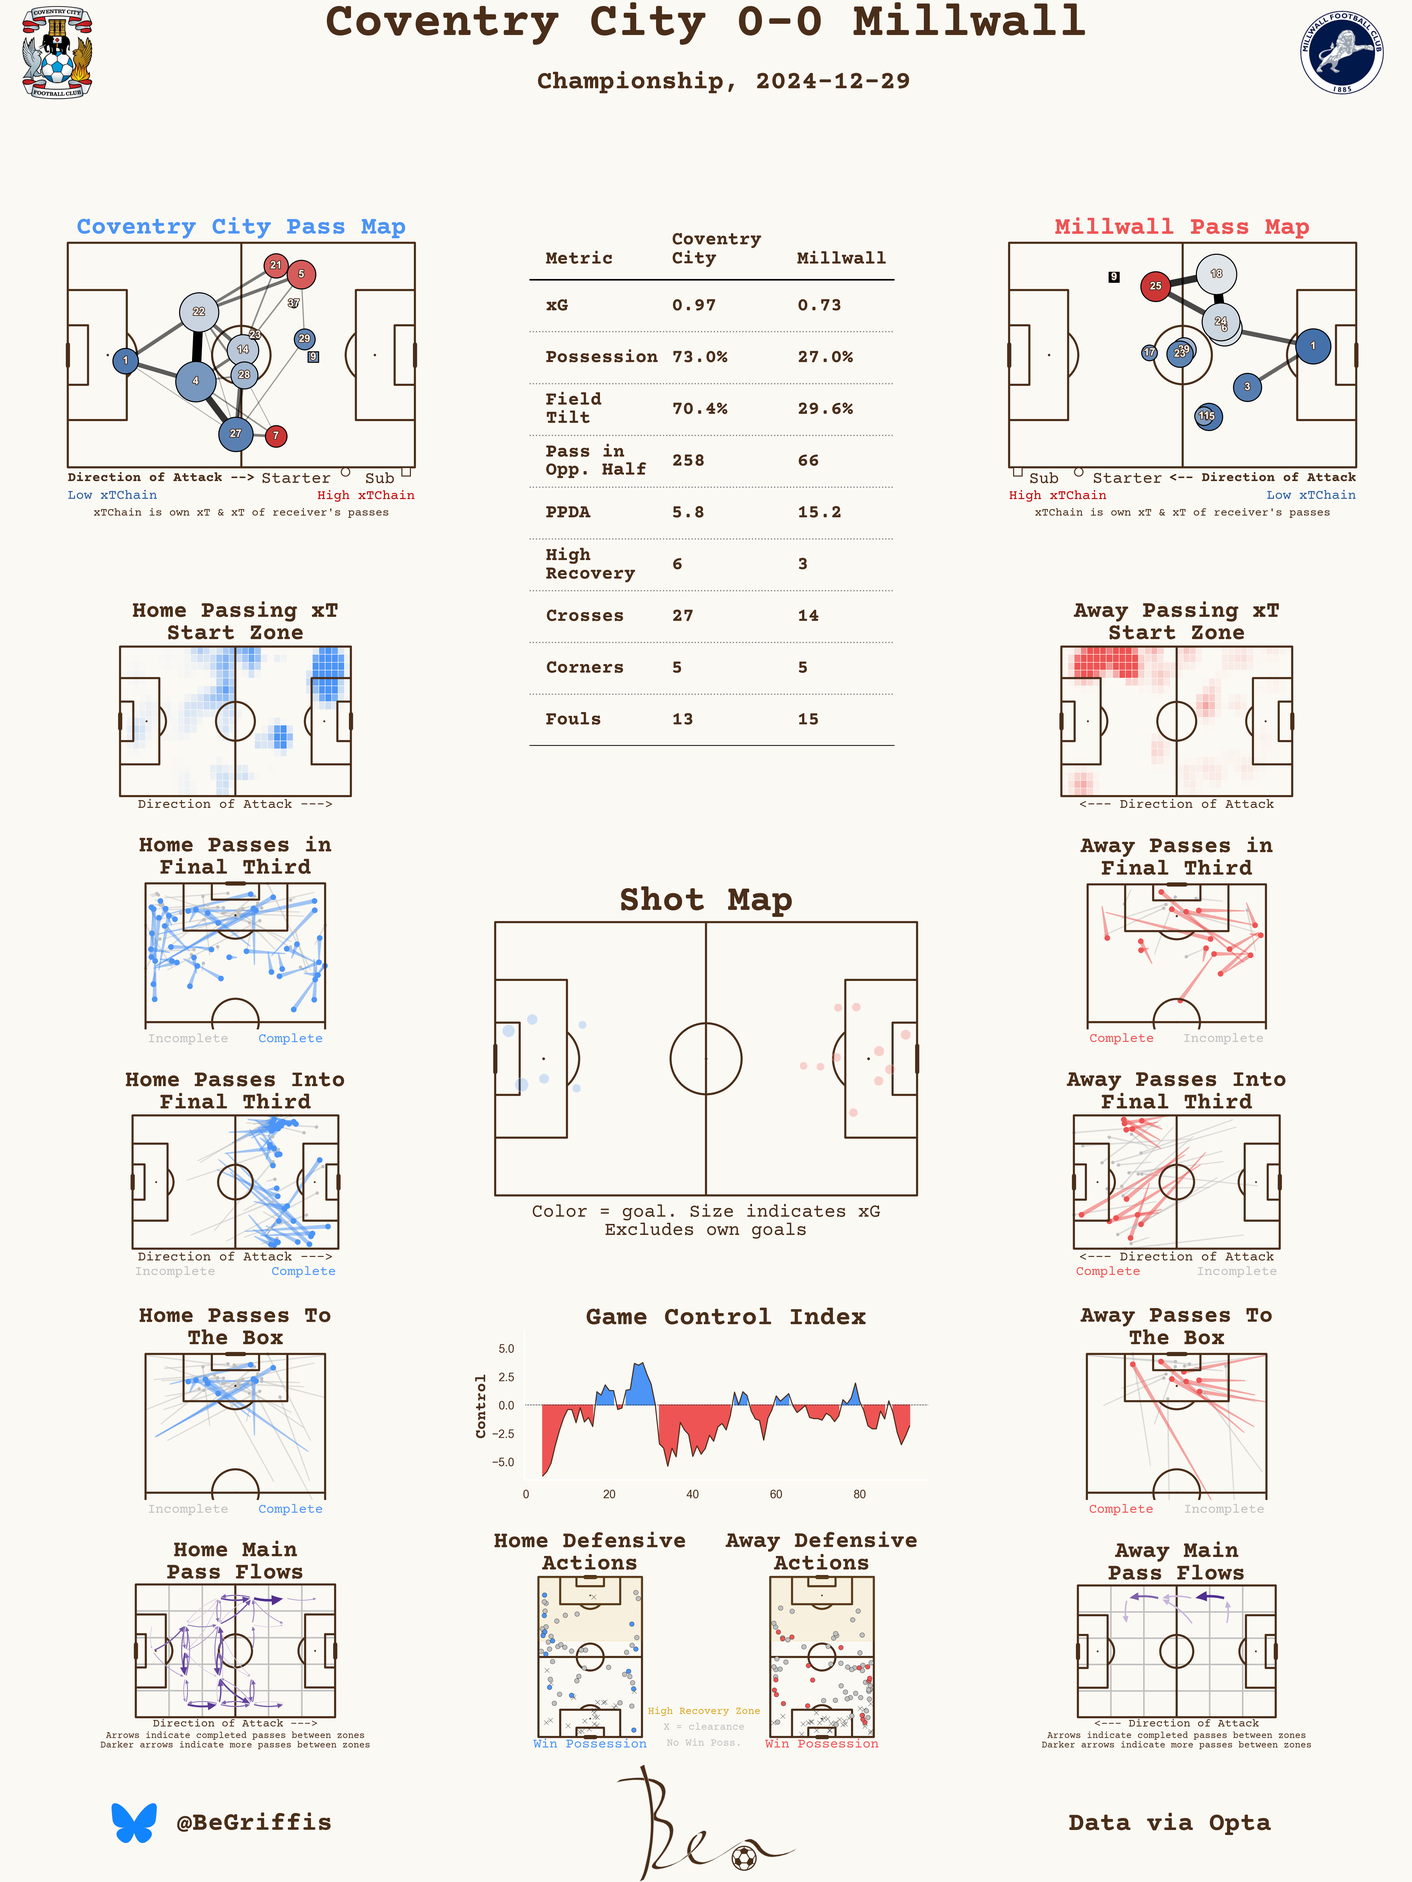 Coventry City 0-0 Millwall
Championship, 2024-12-29
COVENTRY CITY
FOOTBALL CLUB
MILLWALL FOOTBALL CLUB
1885
Coventry City Pass Map
21
5
22
37
23
29
14
9
1
4
28
27
7
Direction of Attack --> Starter Sub
Low xTChain High xTChain
xTChain is own xT & xT of receiver's passes
Metric Coventry City Millwall
xG 0.97 0.73
Possession 73.0% 27.0%
Field Tilt 70.4% 29.6%
Pass in Opp. Half 258 66
PPDA 5.8 15.2
High Recovery 6 3
Crosses 27 14
Corners 5 5
Fouls 13 15
Millwall Pass Map
9
18
25
24
6
1
17
23
3
Sub Starter <-- Direction of Attack
High xTChain Low xTChain
xTChain is own xT & xT of receiver's passes
Home Passing xT
Start Zone
Direction of Attack --->
Away Passing xT
Start Zone
<--- Direction of Attack
Home Passes in
Final Third
Incomplete Complete
Away Passes in
Final Third
Complete Incomplete
Shot Map
Color = goal. Size indicates xG
Excludes own goals
Home Passes Into
Final Third
Direction of Attack --->
Incomplete Complete
Away Passes Into
Final Third
<--- Direction of Attack
Complete Incomplete
Home Passes To
The Box
Incomplete Complete
Game Control Index
Control
5.0
2.5
0.0
−2.5
−5.0
0 20 40 60 80
Away Passes To
The Box
Complete Incomplete
Home Main
Pass Flows
Direction of Attack --->
Arrows indicate completed passes between zones
Darker arrows indicate more passes between zones
Home Defensive
Actions
Win Possession
High Recovery Zone
X = clearance
No Win Poss.
Away Defensive
Actions
Win Possession
Away Main
Pass Flows
<--- Direction of Attack
Arrows indicate completed passes between zones
Darker arrows indicate more passes between zones
@BeGriffis
Ben
Data via Opta